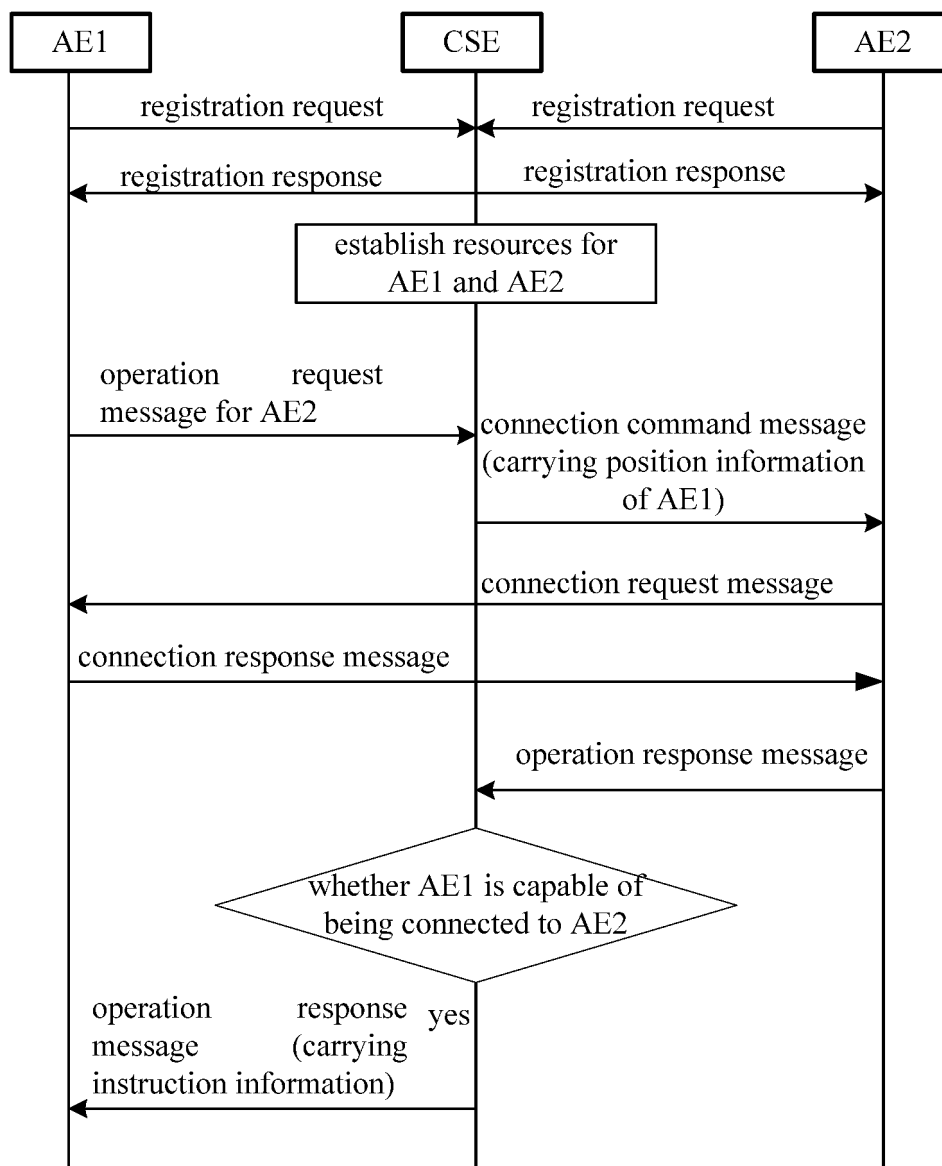 AE1
CSE
AE2
registration request
registration request
registration response
registration response
establish resources for
AE1 and AE2
operation request
message for AE2
connection command message
(carrying position information
of AE1)
connection request message
connection response message
operation response message
whether AE1 is capable of
being connected to AE2
operation response
message (carrying
instruction information)
yes